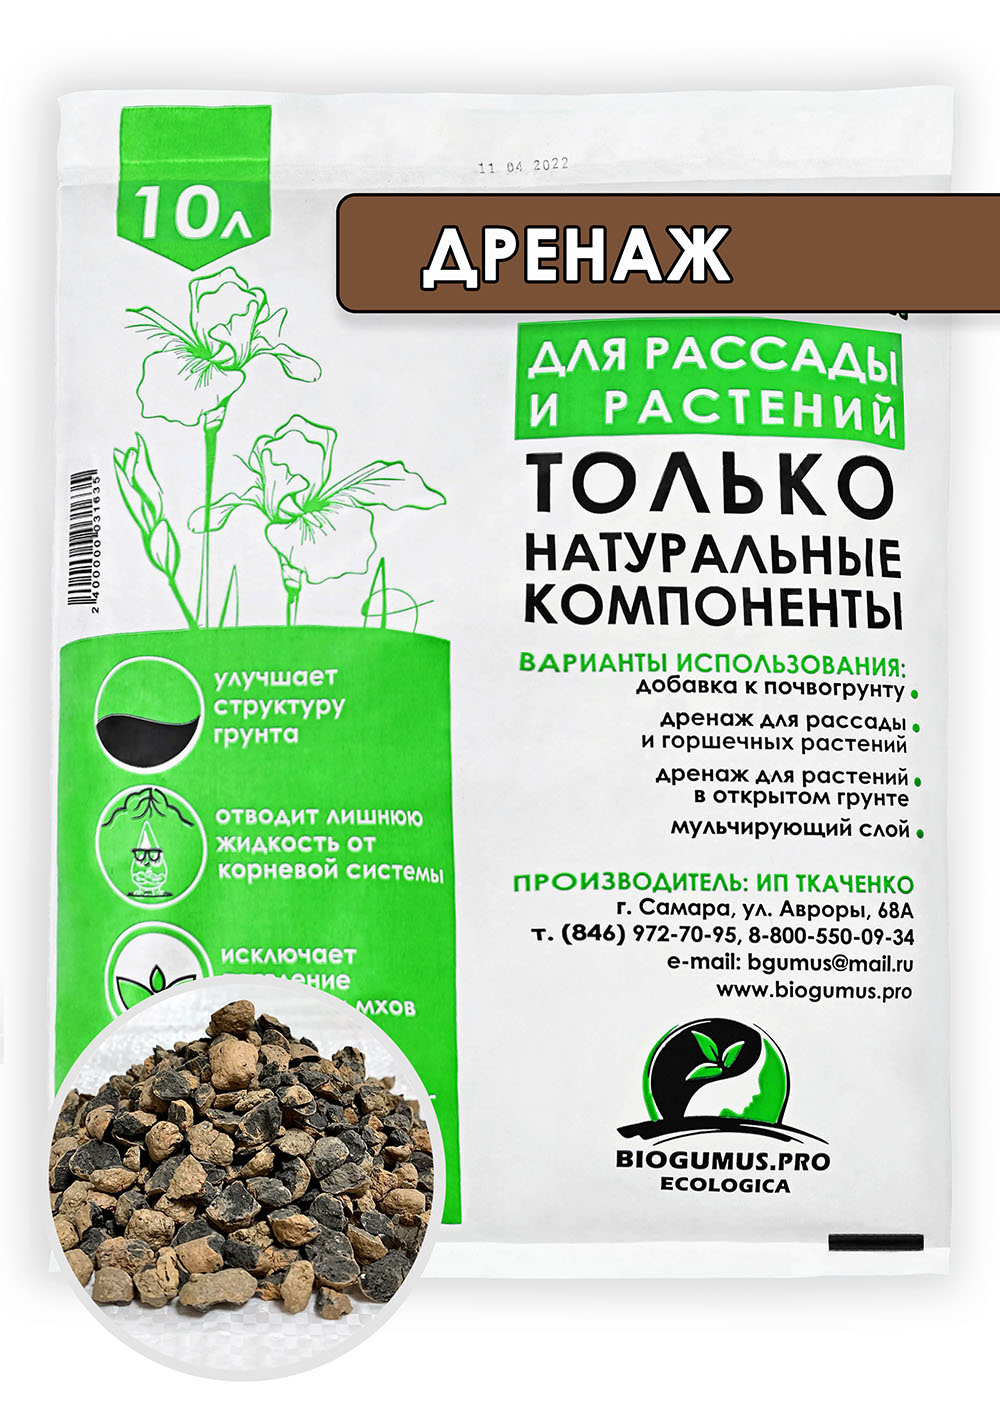 11 04 2022
10л
ДРЕНАЖ
ДЛЯ РАССАДЫ
И РАСТЕНИЙ
ТОЛЬКО
НАТУРАЛЬНЫЕ
КОМПОНЕНТЫ
ВАРИАНТЫ ИСПОЛЬЗОВАНИЯ:
добавка к почвогрунту •
дренаж для рассады •
и горшечных растений
дренаж для растений •
в открытом грунте
мульчирующий слой •
ПРОИЗВОДИТЕЛЬ: ИП ТКАЧЕНКО
г. Самара, ул. Авроры, 68А
т. (846) 972-70-95, 8-800-550-09-34
e-mail: bgumus@mail.ru
www.biogumus.pro
BIOGUMUS.PRO
ECOLOGICA
2 400000 031635
улучшает
структуру
грунта
отводит лишнюю
жидкость от
корневой системы
исключает
мхов